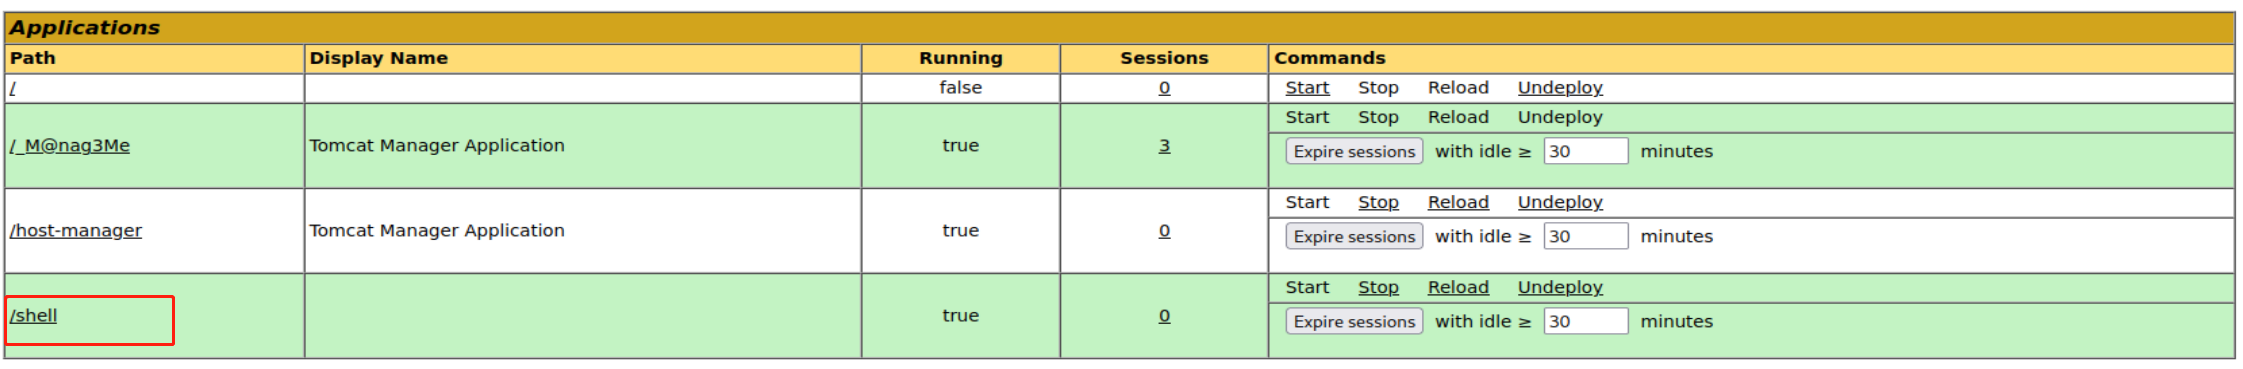 Applications
Path Display Name Running Sessions Commands
/ false 0 Start Stop Reload Undeploy
Start Stop Reload Undeploy
/_M@nag3Me Tomcat Manager Application true 3
Expire sessions with idle ≥ 30 minutes
Start Stop Reload Undeploy
/host-manager Tomcat Manager Application true 0
Expire sessions with idle ≥ 30 minutes
Start Stop Reload Undeploy
/shell true 0
Expire sessions with idle ≥ 30 minutes